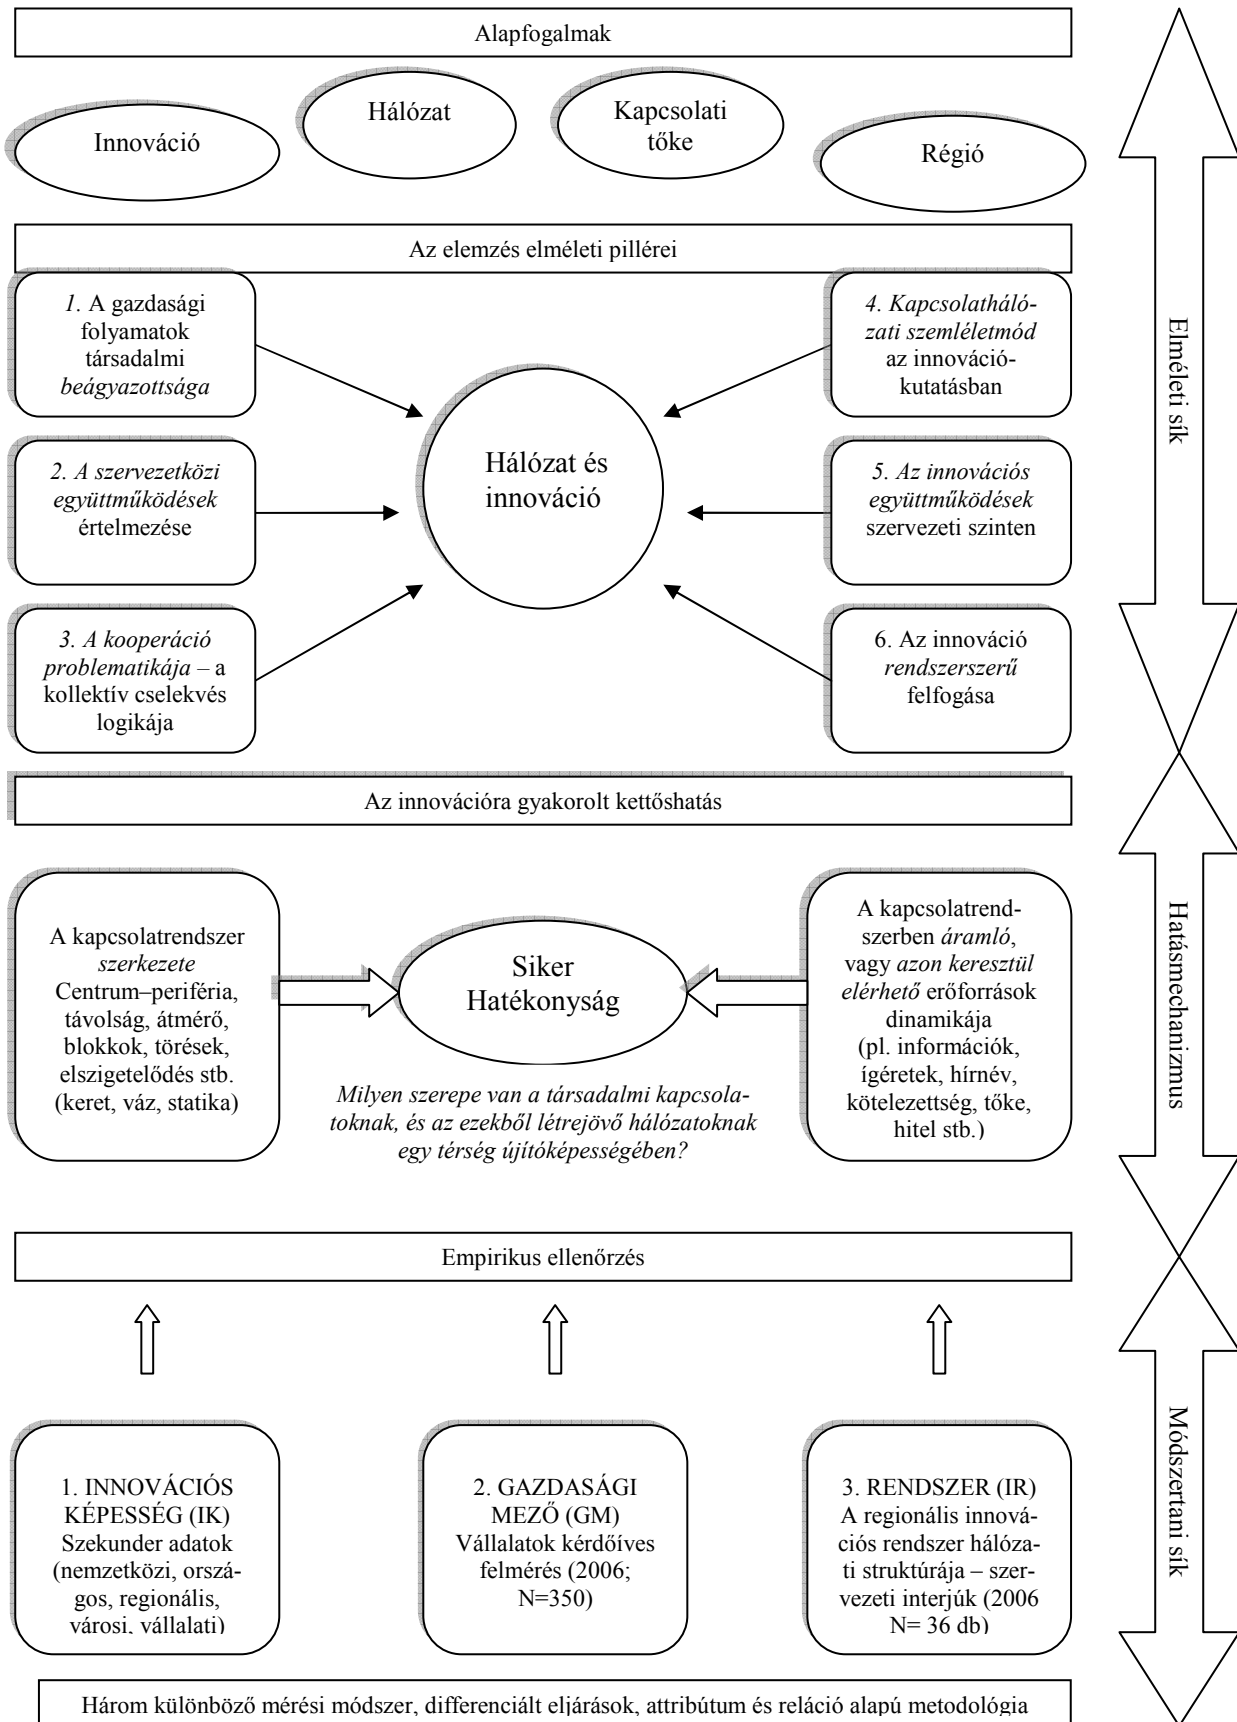 Alapfogalmak
Innováció
Hálózat
Kapcsolati
tőke
Régió
Az elemzés elméleti pillérei
1. A gazdasági
folyamatok
társadalmi
beágyazottsága
2. A szervezetközi
együttműködések
értelmezése
3. A kooperáció
problematikája – a
kollektív cselekvés
logikája
Hálózat és
innováció
4. Kapcsolatháló-
zati szemléletmód
az innováció-
kutatásban
5. Az innovációs
együttműködések
szervezeti szinten
6. Az innováció
rendszerszerű
felfogása
Elméleti sík
Az innovációra gyakorolt kettőshatás
A kapcsolatrendszer
szerkezete
Centrum–periféria,
távolság, átmérő,
blokkok, törések,
elszigetelődés stb.
(keret, váz, statika)
Siker
Hatékonyság
Milyen szerepe van a társadalmi kapcsola-
toknak, és az ezekből létrejövő hálózatoknak
egy térség újítóképességében?
A kapcsolatrend-
szerben áramló,
vagy azon keresztül
elérhető erőforrások
dinamikája
(pl. információk,
ígéretek, hírnév,
kötelezettség, tőke,
hitel stb.)
Hatásmechanizmus
Empirikus ellenőrzés
1. INNOVÁCIÓS
KÉPESSÉG (IK)
Szekunder adatok
(nemzetközi, orszá-
gos, regionális,
városi, vállalati)
2. GAZDASÁGI
MEZŐ (GM)
Vállalatok kérdőíves
felmérés (2006;
N=350)
3. RENDSZER (IR)
A regionális innová-
ciós rendszer hálóza-
ti struktúrája – szer-
vezeti interjúk (2006
N= 36 db)
Módszertani sík
Három különböző mérési módszer, differenciált eljárások, attribútum és reláció alapú metodológia